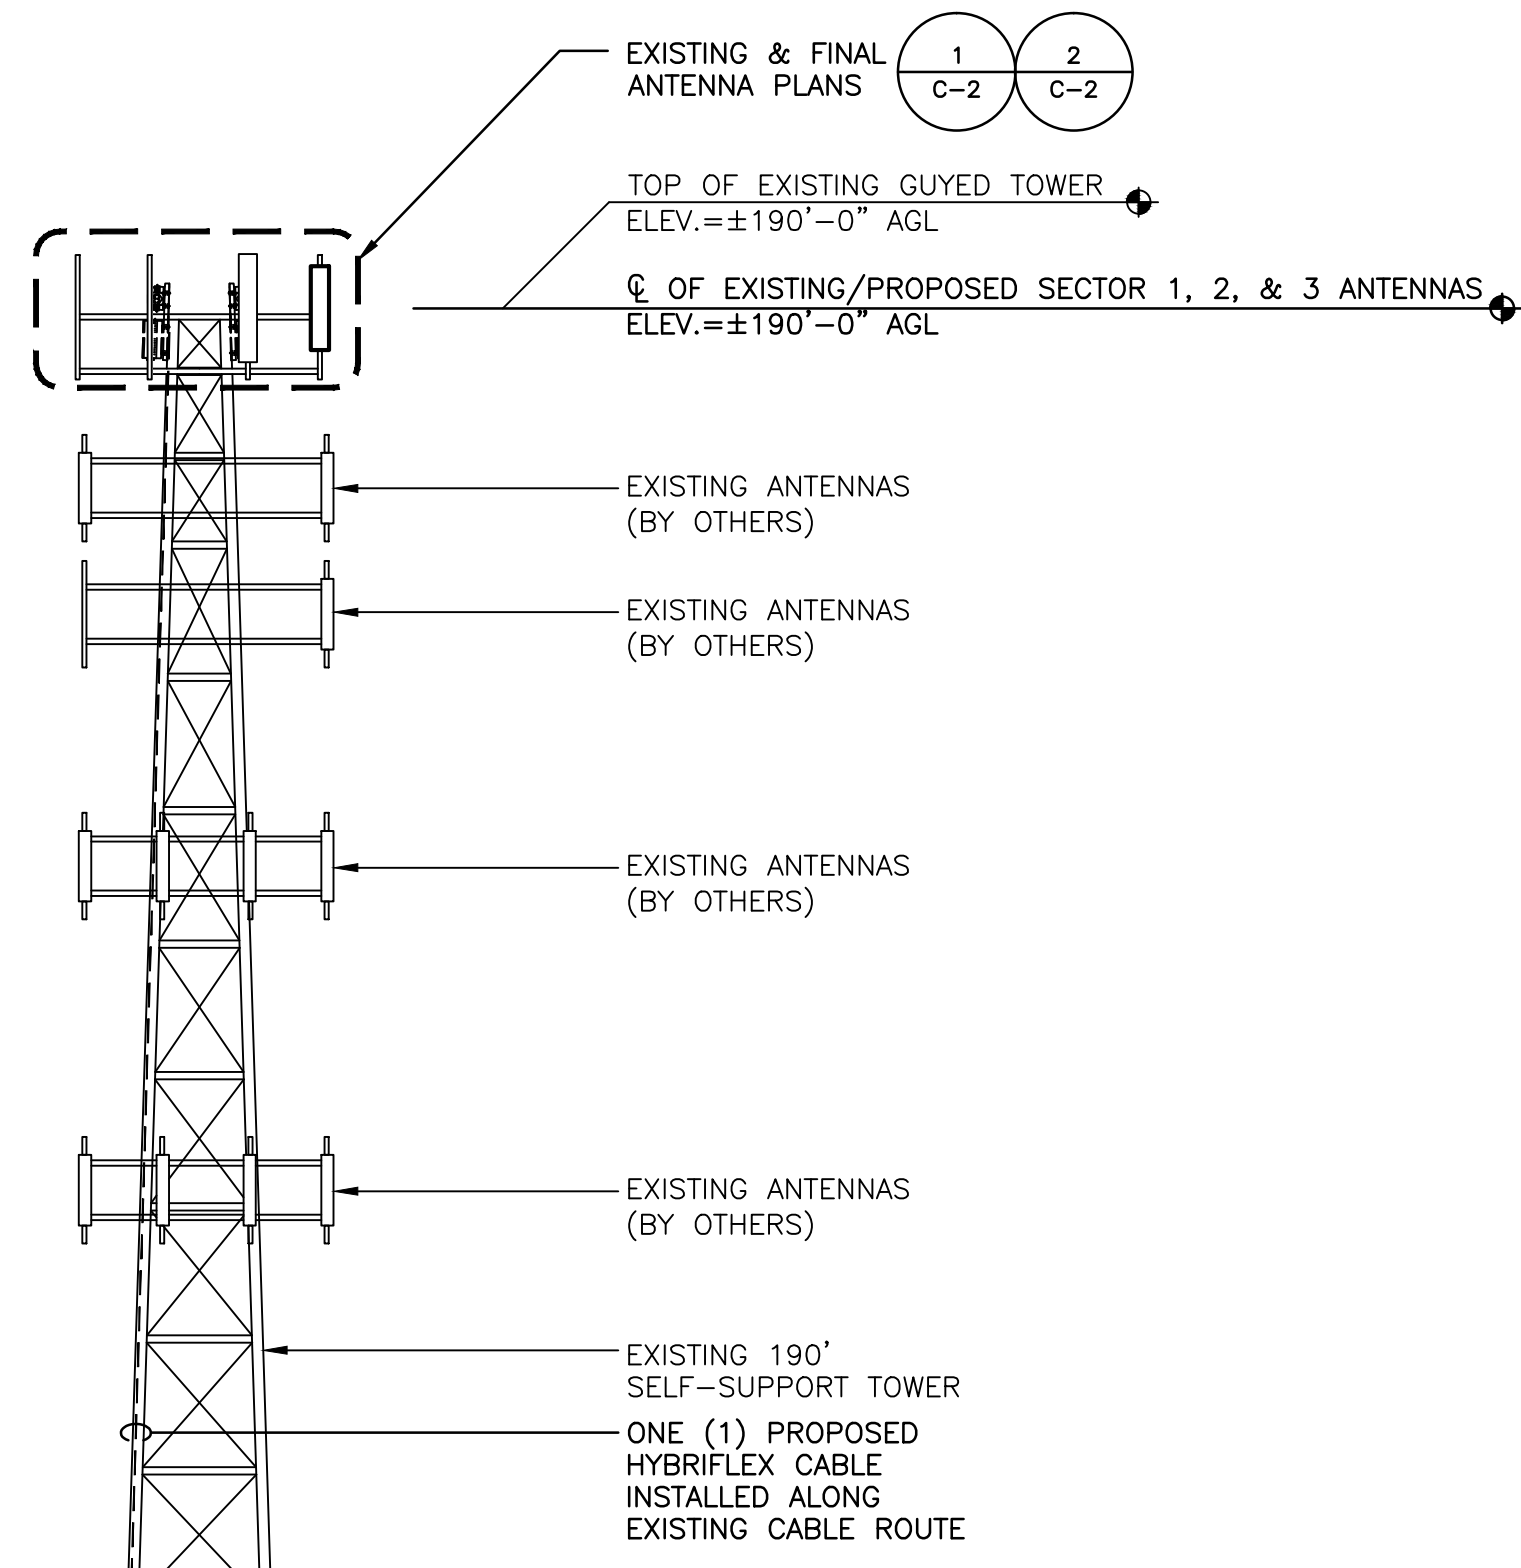 EXISTING & FINAL
ANTENNA PLANS
1
C-2
2
C-2
TOP OF EXISTING GUYED TOWER
ELEV.=±190'-0" AGL
℄ OF EXISTING/PROPOSED SECTOR 1, 2, & 3 ANTENNAS
ELEV.=±190'-0" AGL
EXISTING ANTENNAS
(BY OTHERS)
EXISTING ANTENNAS
(BY OTHERS)
EXISTING ANTENNAS
(BY OTHERS)
EXISTING ANTENNAS
(BY OTHERS)
EXISTING 190'
SELF-SUPPORT TOWER
ONE (1) PROPOSED
HYBRIFLEX CABLE
INSTALLED ALONG
EXISTING CABLE ROUTE